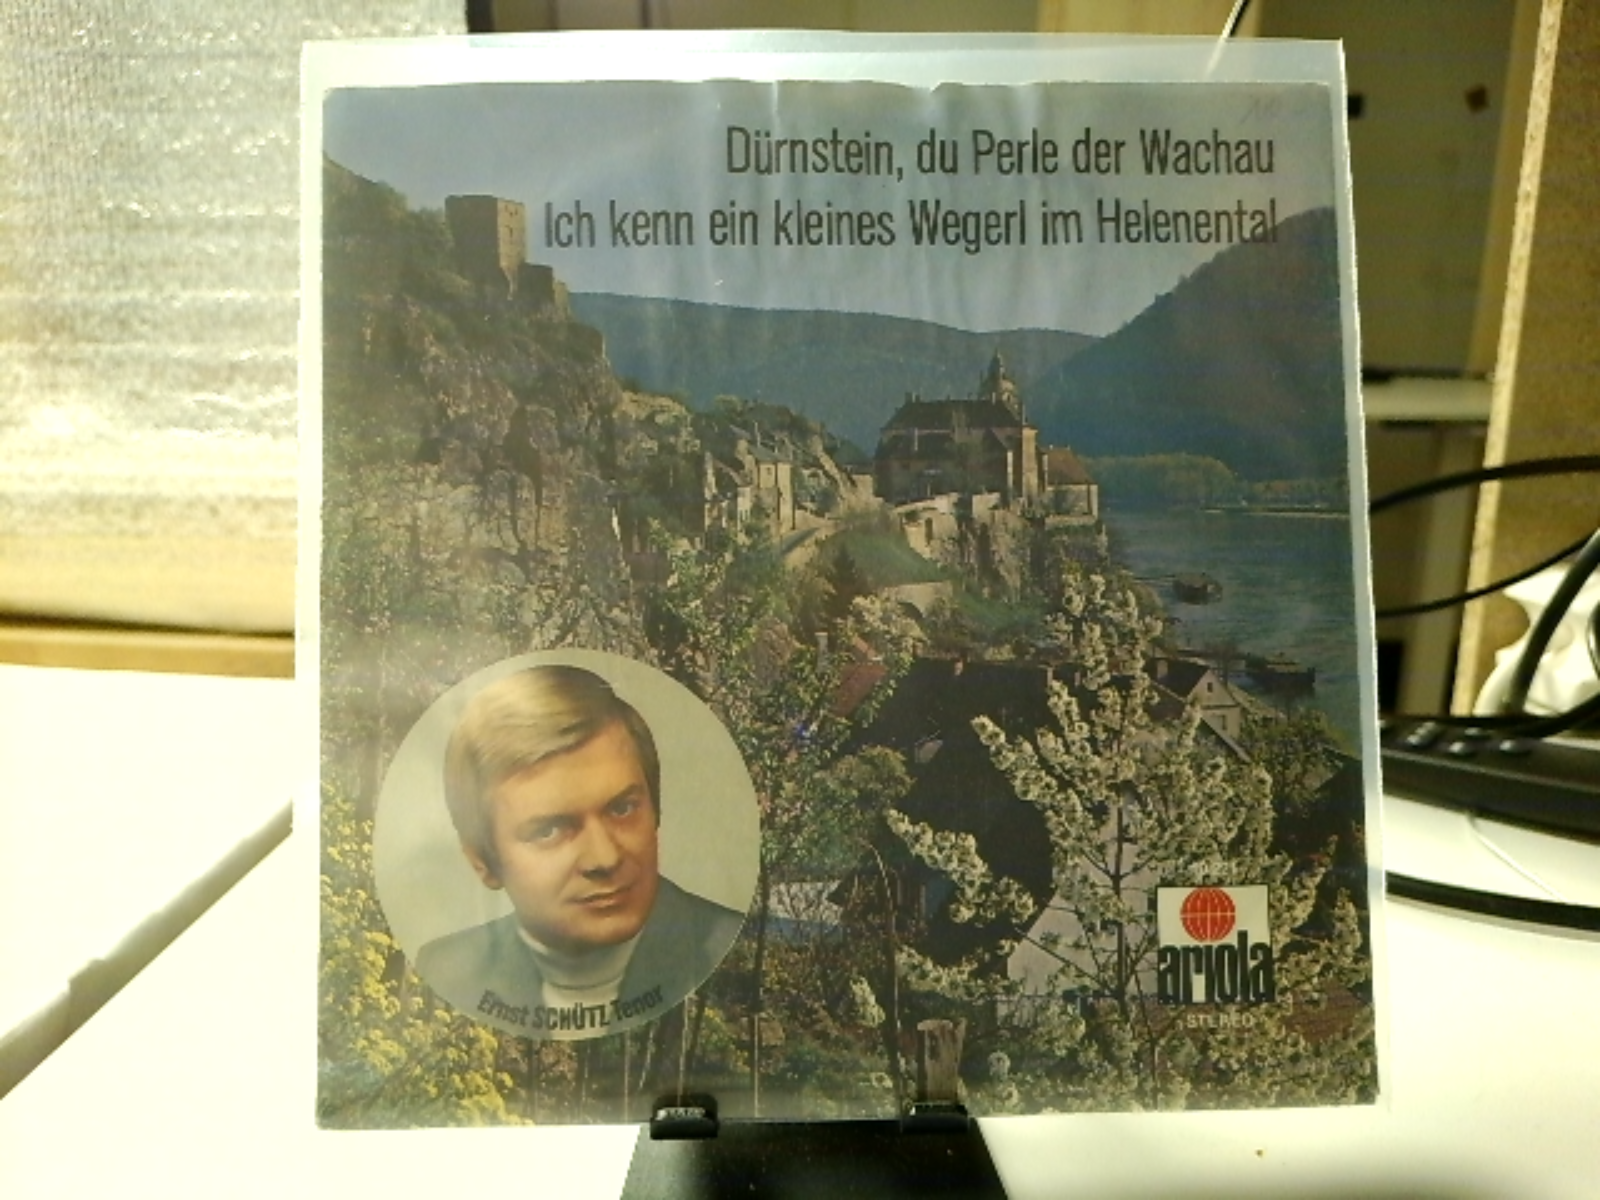 Dürnstein, du Perle der Wachau
Ich kenn ein kleines Wegerl im Helenental
Ernst SCHÜTZ Tenor
ariola
STEREO